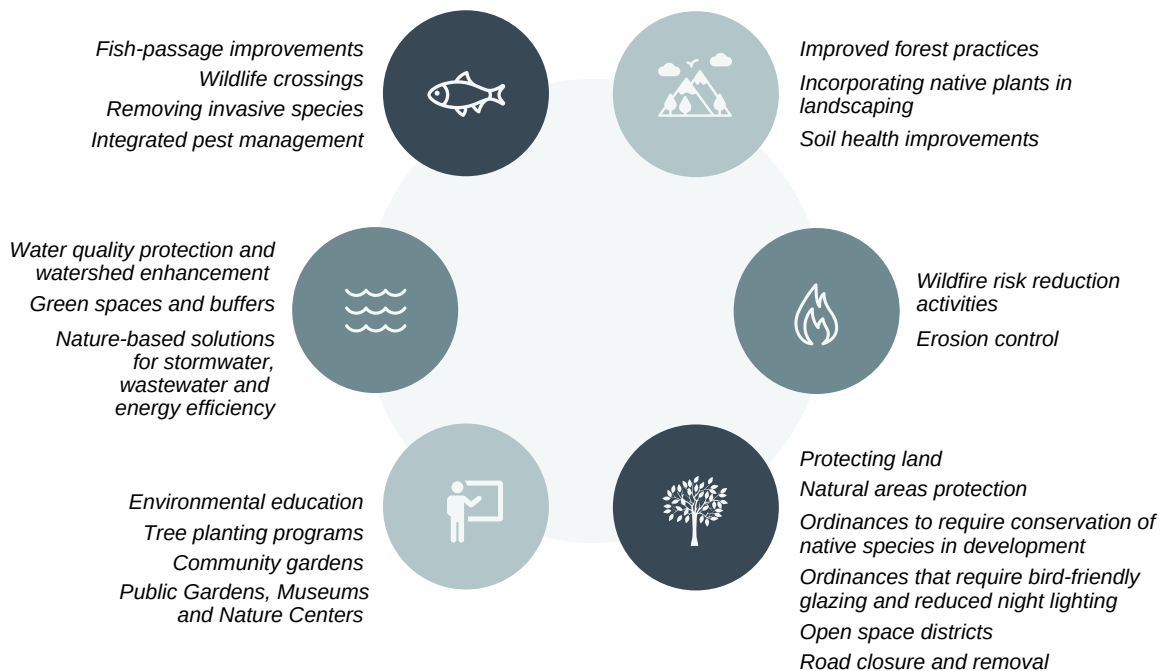 Fish-passage improvements
Wildlife crossings
Removing invasive species
Integrated pest management
Improved forest practices
Incorporating native plants in
landscaping
Soil health improvements
Water quality protection and
watershed enhancement
Green spaces and buffers
Nature-based solutions
for stormwater,
wastewater and
energy efficiency
Wildfire risk reduction
activities
Erosion control
Environmental education
Tree planting programs
Community gardens
Public Gardens, Museums
and Nature Centers
Protecting land
Natural areas protection
Ordinances to require conservation of
native species in development
Ordinances that require bird-friendly
glazing and reduced night lighting
Open space districts
Road closure and removal